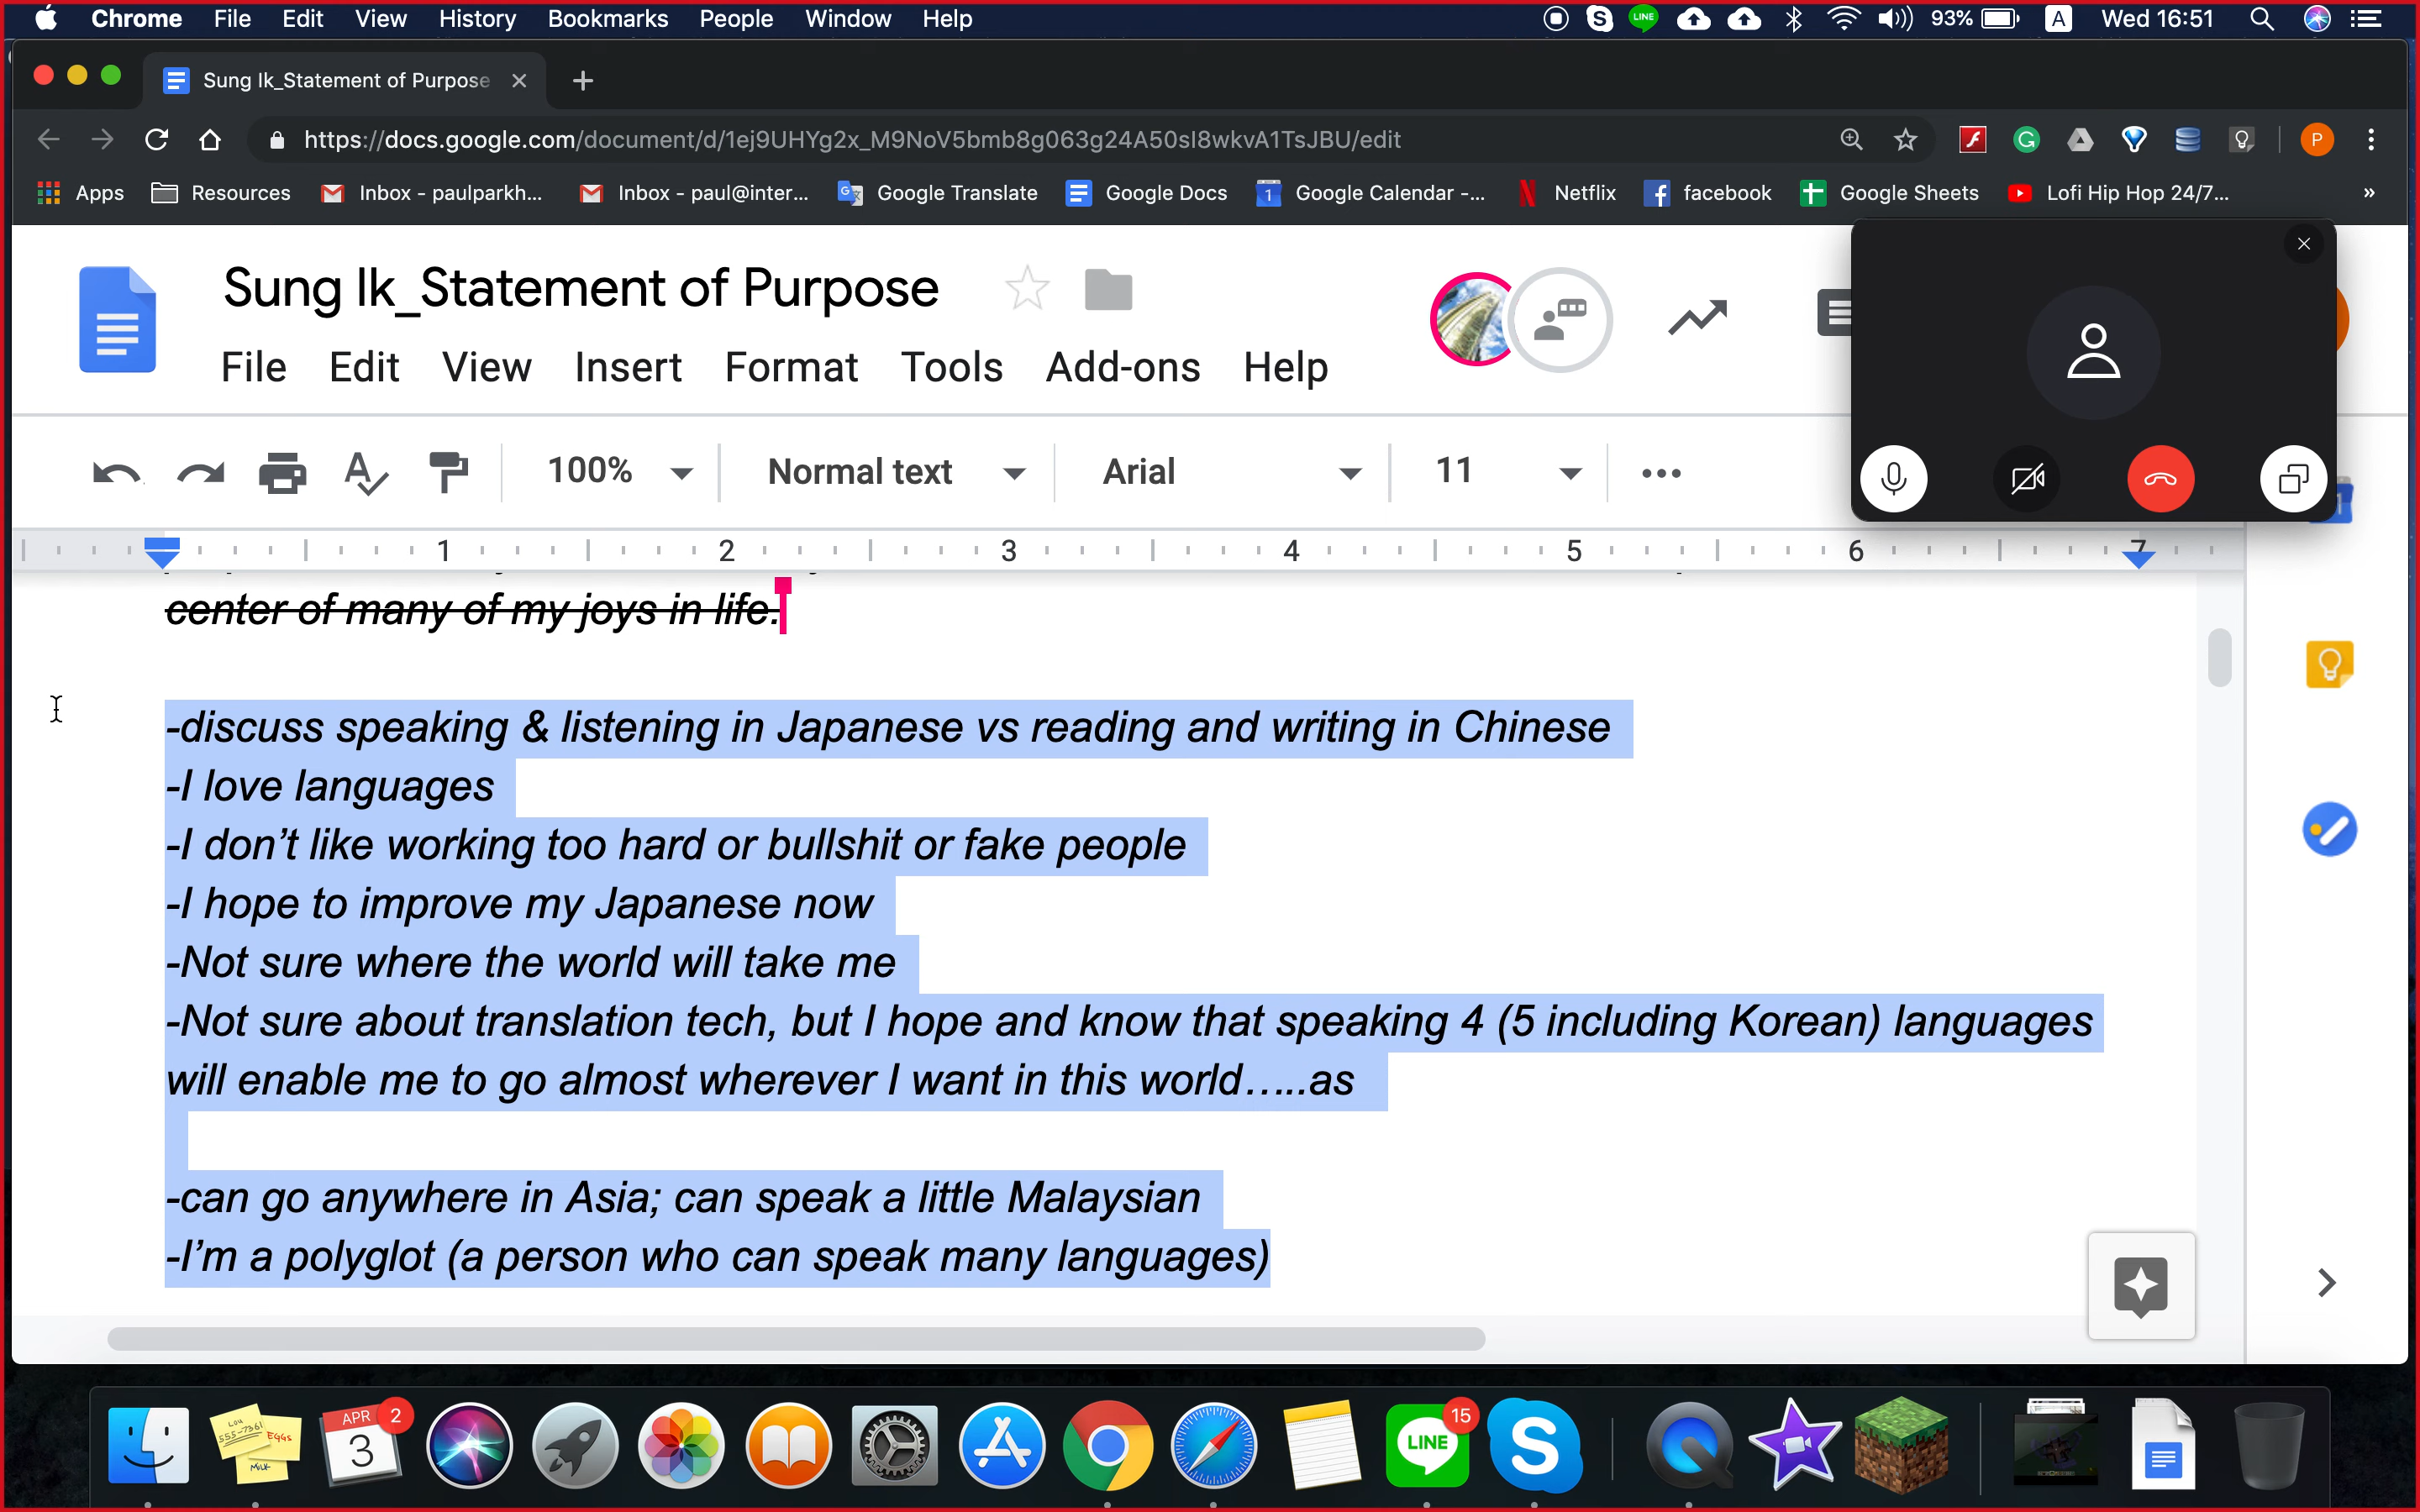 Chrome File Edit View History Bookmarks People Window Help LINE 93% A Wed 16:51
Sung Ik_Statement of Purpose
https://docs.google.com/document/d/1ej9UHYg2x_M9NoV5bmb8g063g24A50sI8wkvA1TsJBU/edit P
Apps Resources Inbox - paulparkh... Inbox - paul@inter... Google Translate Google Docs 1 Google Calendar -... Netflix facebook Google Sheets Lofi Hip Hop 24/7... »
Sung Ik_Statement of Purpose
File Edit View Insert Format Tools Add-ons Help
100% Normal text Arial 11
1 2 3 4 5 6 7
center of many of my joys in life.
-discuss speaking & listening in Japanese vs reading and writing in Chinese
-I love languages
-I don’t like working too hard or bullshit or fake people
-I hope to improve my Japanese now
-Not sure where the world will take me
-Not sure about translation tech, but I hope and know that speaking 4 (5 including Korean) languages
will enable me to go almost wherever I want in this world…..as
-can go anywhere in Asia; can speak a little Malaysian
-I’m a polyglot (a person who can speak many languages)
Lou 555-7361 EGGS MILK
APR 3 2
LINE 15
S